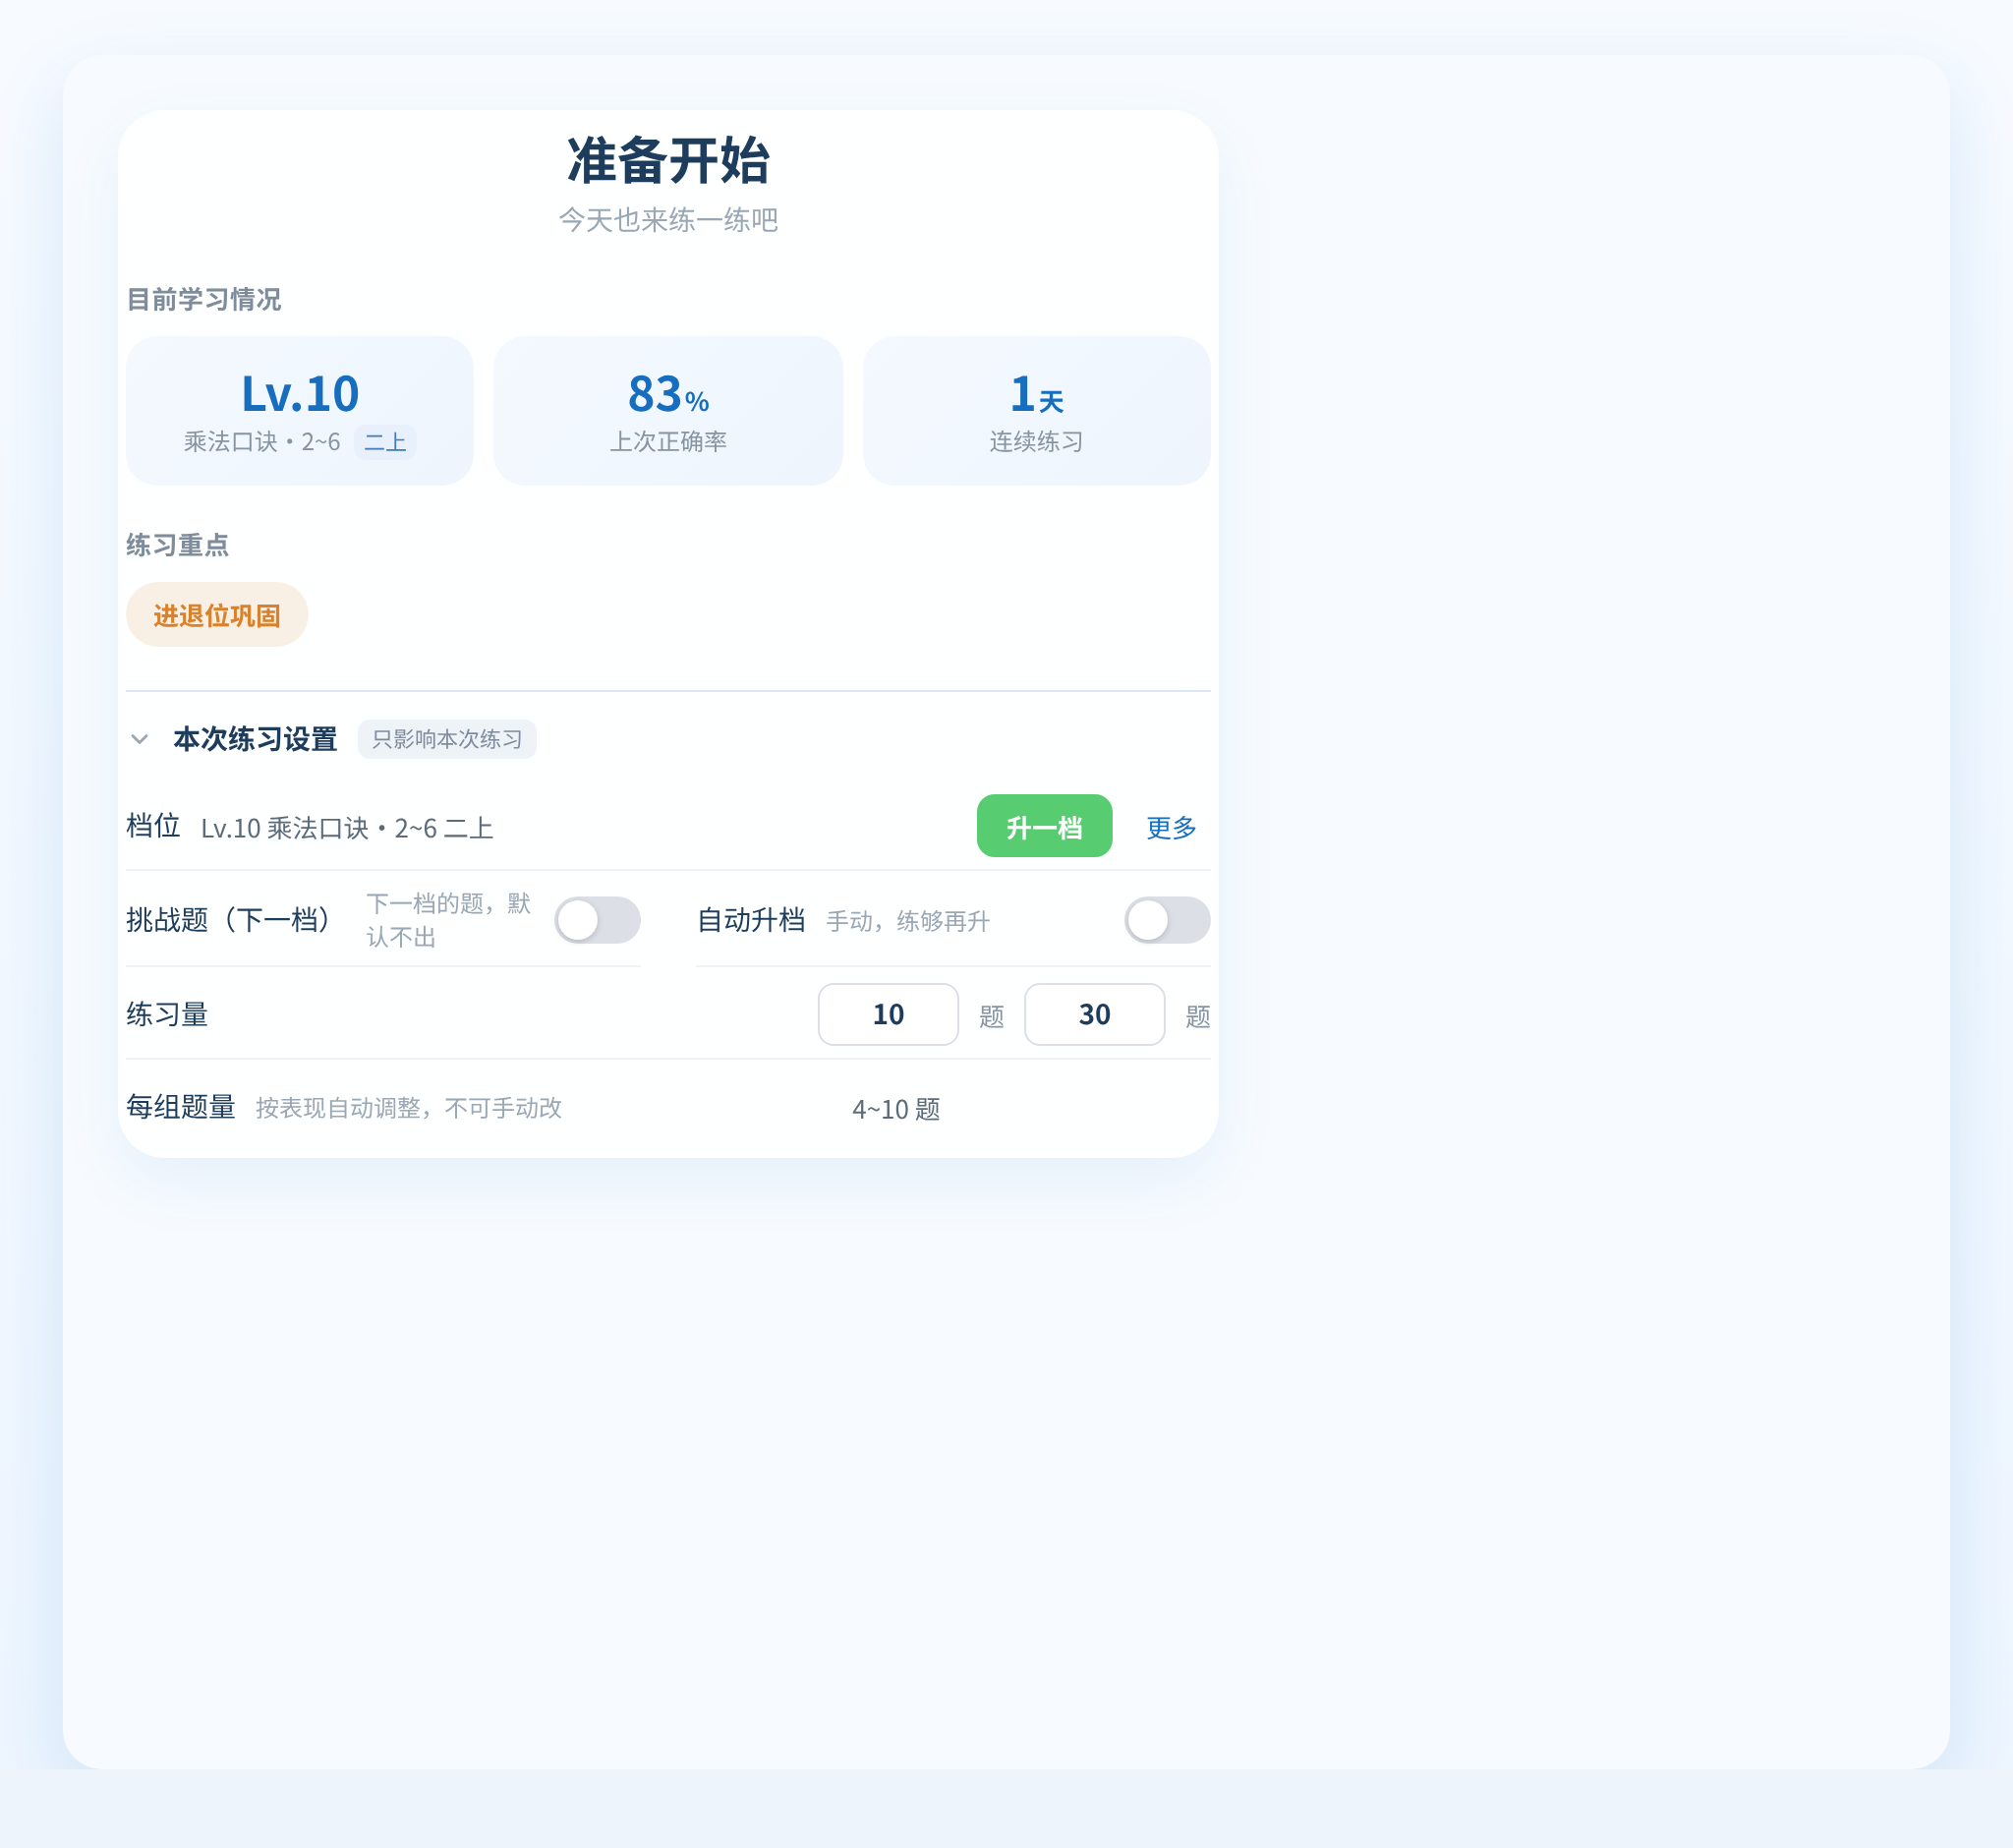 准备开始
今天也来练一练吧
目前学习情况
Lv.10
乘法口诀·2~6 二上
83%
上次正确率
1天
连续练习
练习重点
进退位巩固
本次练习设置 只影响本次练习
档位 Lv.10 乘法口诀·2~6 二上 升一档 更多
挑战题（下一档） 下一档的题，默
认不出
自动升档 手动，练够再升
练习量 10 题 30 题
每组题量 按表现自动调整，不可手动改 4~10 题